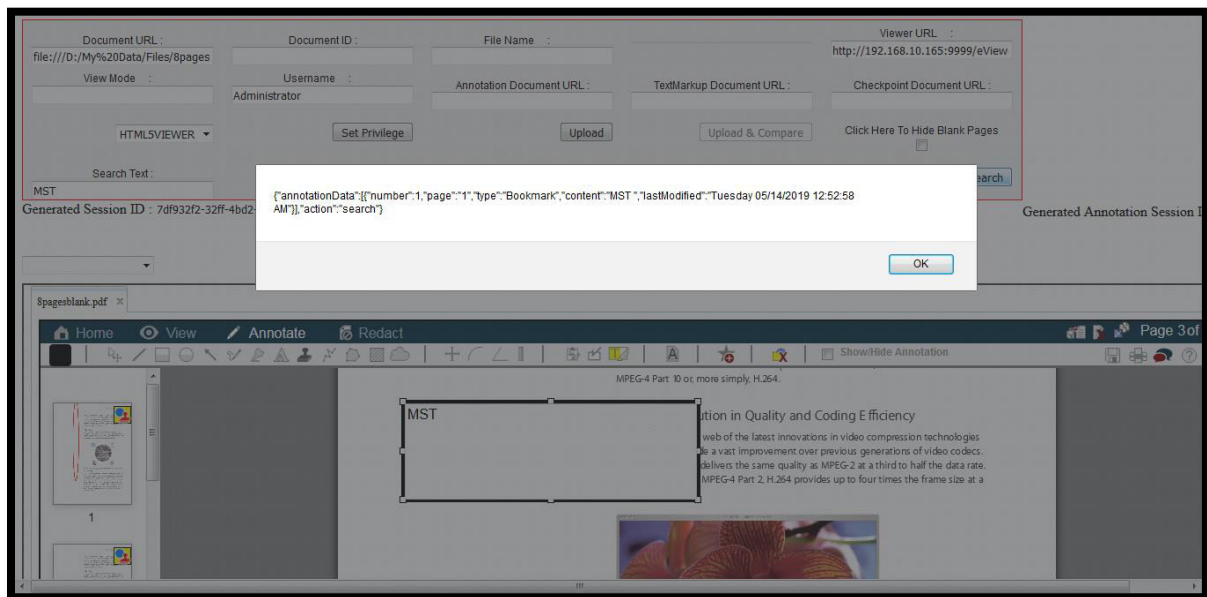 Document URL :
Document ID :
File Name :
Viewer URL :
file:///D:/My%20Data/Files/8pages
http://192.168.10.165:9999/eView
View Mode :
Username :
Annotation Document URL :
TextMarkup Document URL :
Checkpoint Document URL :
Administrator
HTML5VIEWER
Set Privilege
Upload
Upload & Compare
Click Here To Hide Blank Pages
Search Text :
MST
earch
Generated Session ID : 7df932f2-32ff-4bd2-
Generated Annotation Session I
{"annotationData":[{"number":1,"page":"1","type":"Bookmark","content":"MST ","lastModified":"Tuesday 05/14/2019 12:52:58
AM"}],"action":"search"}
OK
8pagesblank.pdf
Home
View
Annotate
Redact
Page 3of
Show/Hide Annotation
MPEG-4 Part 10 or, more simply, H.264.
MST
ution in Quality and Coding Efficiency
web of the latest innovations in video compression technologies
de a vast improvement over previous generations of video codecs.
delivers the same quality as MPEG-2 at a third to half the data rate.
MPEG-4 Part 2, H.264 provides up to four times the frame size at a
1